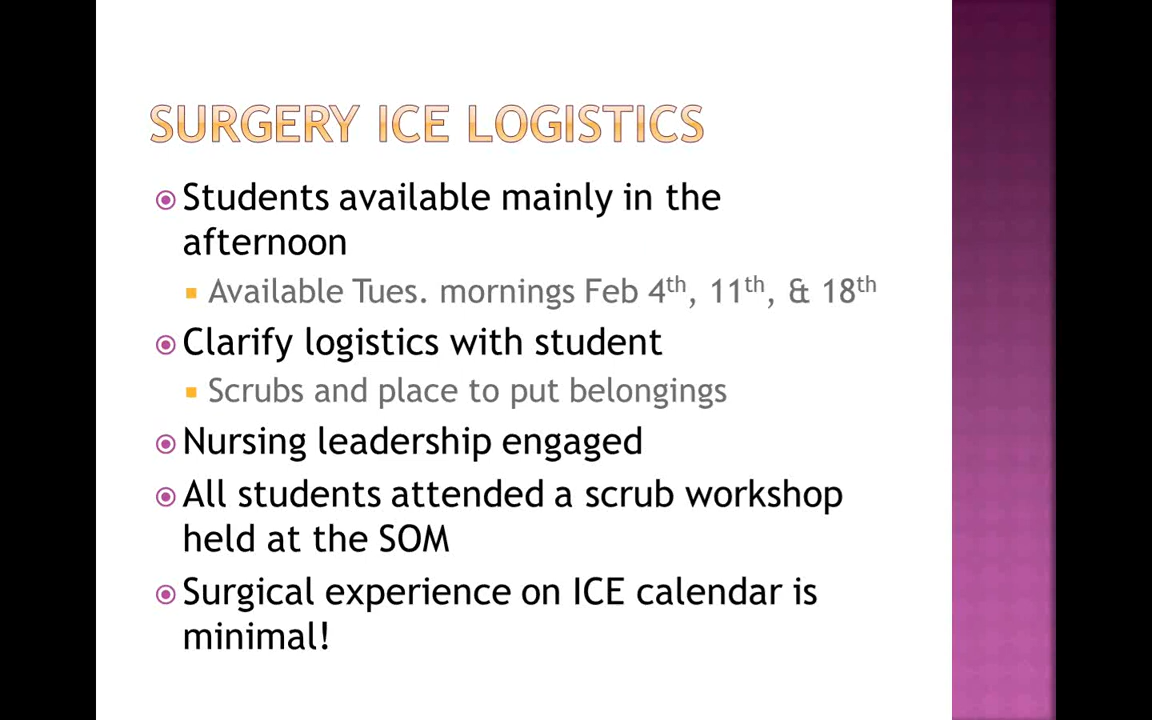 SURGERY ICE LOGISTICS
Students available mainly in the
afternoon
Available Tues. mornings Feb 4th, 11th, & 18th
Clarify logistics with student
Scrubs and place to put belongings
Nursing leadership engaged
All students attended a scrub workshop
held at the SOM
Surgical experience on ICE calendar is
minimal!